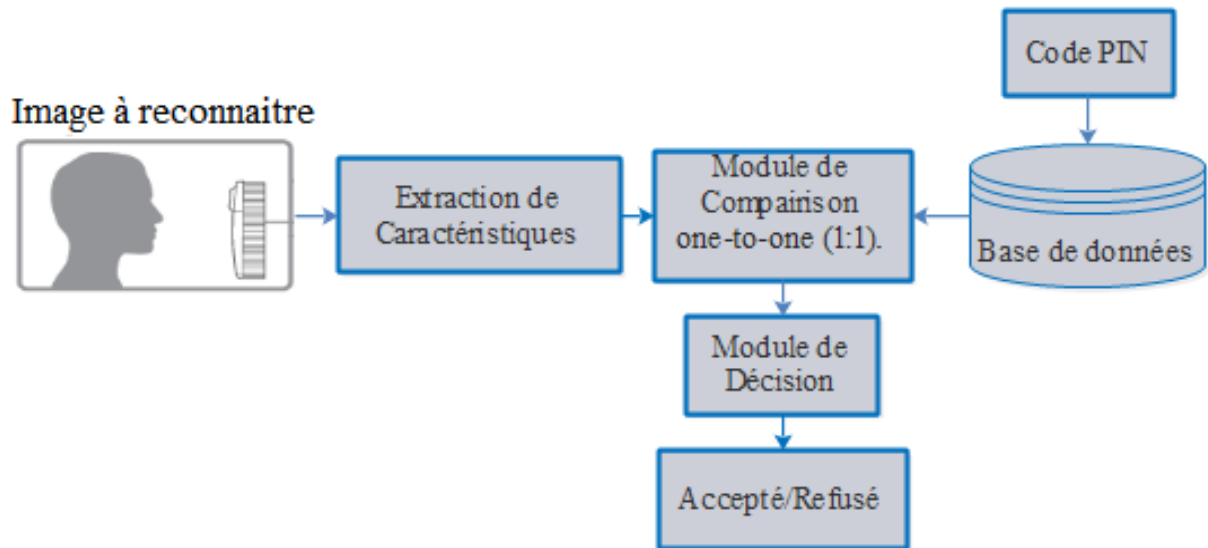 Code PIN
Image à reconnaitre
Extraction de
Caractéristiques
Module de
Compairison
one-to-one (1:1).
Base de données
Module de
Décision
Accepté/Refusé